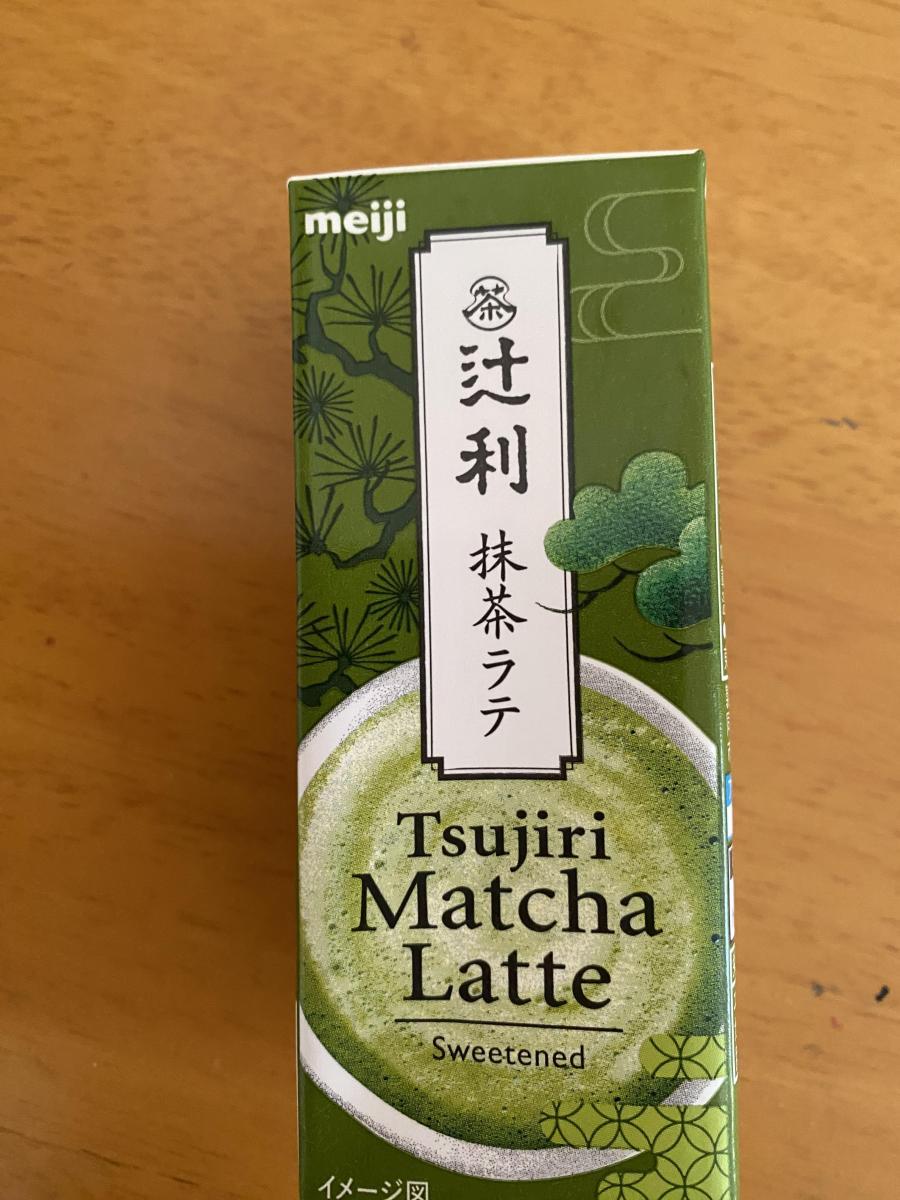 meiji
茶
辻利
抹茶ラテ
Tsujiri
Matcha
Latte
Sweetened
イメージ図